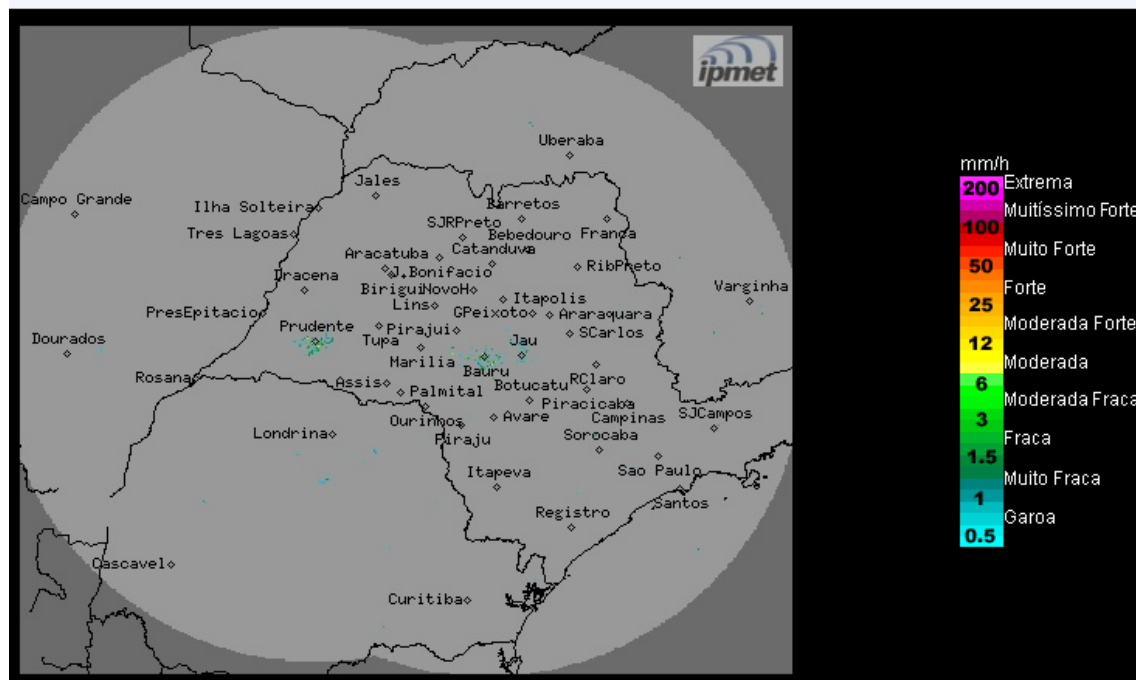 ipmet
Uberaba
Jales
Campo Grande
Ilha Solteira
Barretos
SJRPreto
Tres Lagoas
Bebedouro
Franca
Catanduva
Aracatuba
RibPreto
J.Bonifacio
Dracena
Birigui
NovoH
Varginha
Itapolis
Lins
GPeixoto
Araraquara
PresEpitacio
Prudente
Pirajui
SCarlos
Dourados
Tupa
Jau
Marilia
Bauru
Rosana
Assis
Palmital
Botucatu
RClaro
Piracicaba
Ourinhos
Avare
Campinas
SJCampos
Londrina
Piraju
Sorocaba
Itapeva
Sao Paulo
Santos
Registro
Cascavel
Curitiba
mm/h
200 Extrema
Muitíssimo Forte
100
Muito Forte
50
Forte
25
Moderada Forte
12
Moderada
6
Moderada Fraca
3
Fraca
1.5
Muito Fraca
1
Garoa
0.5